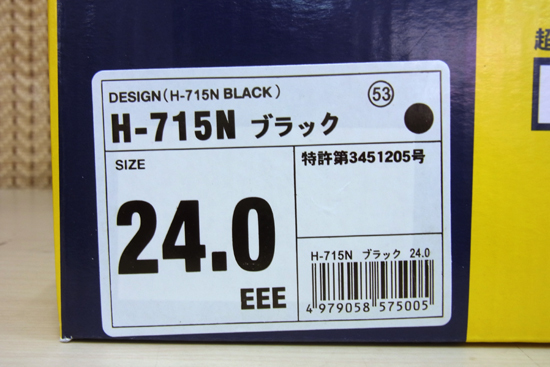 超
DESIGN(H-715N BLACK)
53
H-715N ブラック
SIZE
特許第3451205号
24.0
EEE
H-715N ブラック 24.0
4 979058 575005